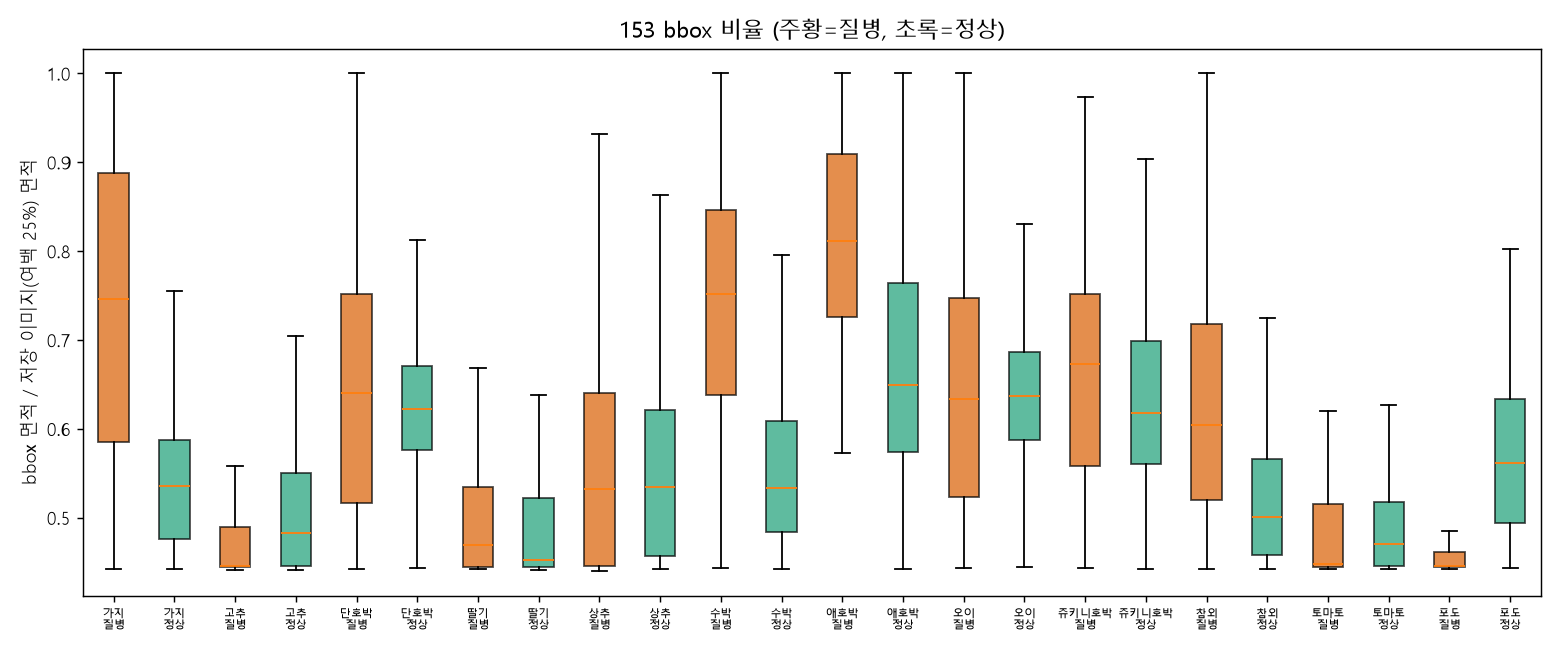 153 bbox 비율 (주황=질병, 초록=정상)
bbox 면적 / 저장 이미지(여백 25%) 면적
1.0
0.9
0.8
0.7
0.6
0.5
가지 질병
가지 정상
고추 질병
고추 정상
단호박 질병
단호박 정상
딸기 질병
딸기 정상
상추 질병
상추 정상
수박 질병
수박 정상
애호박 질병
애호박 정상
오이 질병
오이 정상
쥬키니호박 질병
쥬키니호박 정상
참외 질병
참외 정상
토마토 질병
토마토 정상
포도 질병
포도 정상